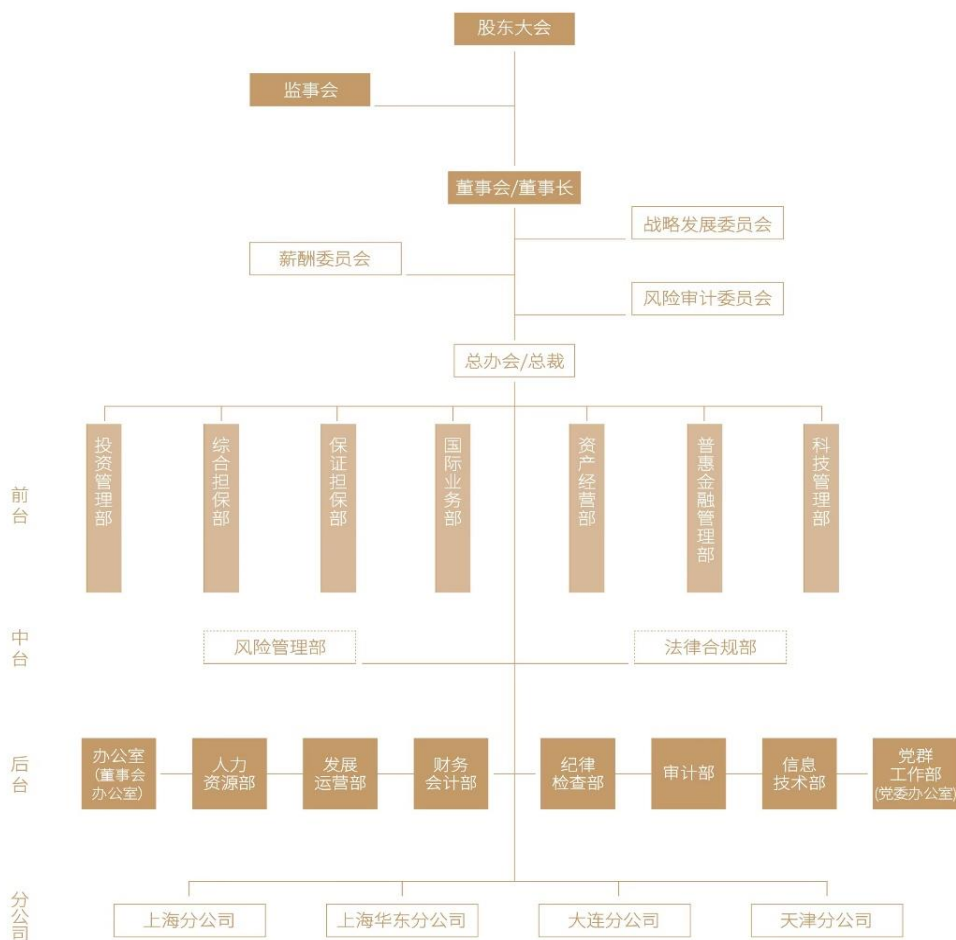 股东大会
监事会
董事会/董事长
战略发展委员会
薪酬委员会
风险审计委员会
总办会/总裁
前台
投资管理部
综合担保部
保证担保部
国际业务部
资产经营部
普惠金融管理部
科技管理部
中台
风险管理部
法律合规部
后台
办公室
(董事会
办公室)
人力
资源部
发展
运营部
财务
会计部
纪律
检查部
审计部
信息
技术部
党群
工作部
(党委办公室)
分公司
上海分公司
上海华东分公司
大连分公司
天津分公司